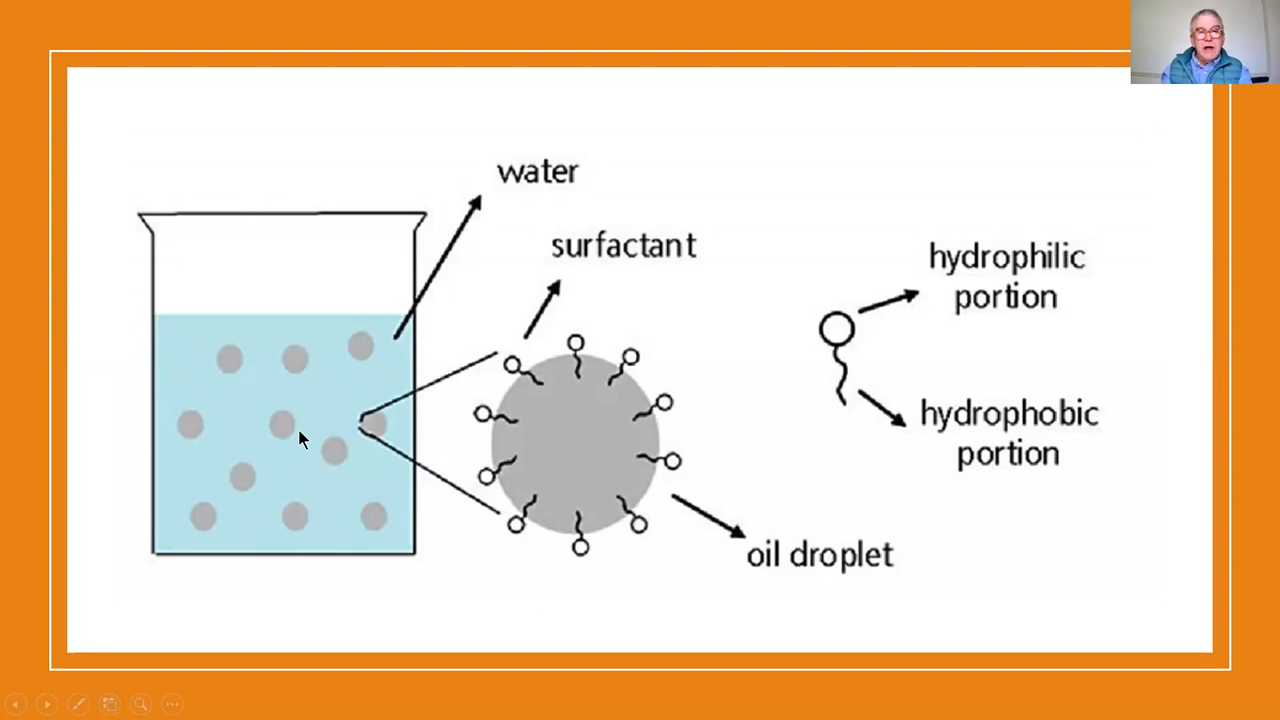 water
surfactant
hydrophilic
portion
hydrophobic
portion
oil droplet